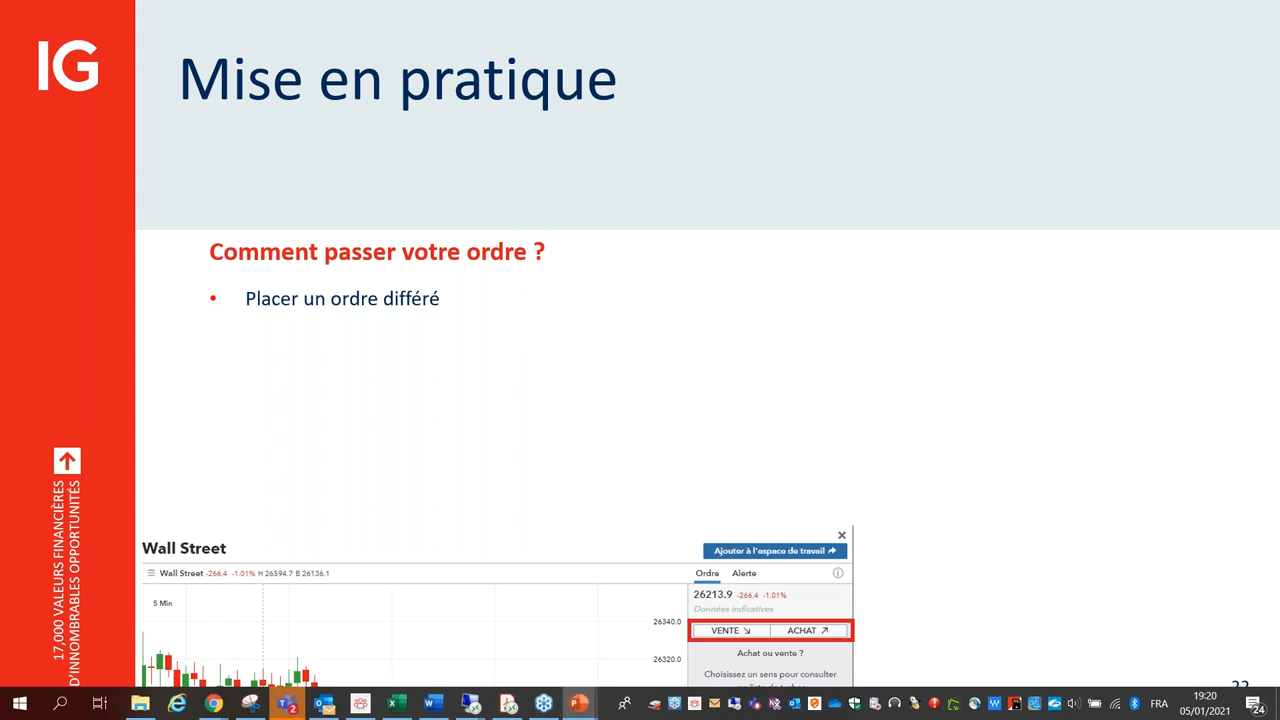 IG
Mise en pratique
Comment passer votre ordre ?
• Placer un ordre différé
17,000 VALEURS FINANCIÈRES
D'INNOMBRABLES OPPORTUNITÉS
Wall Street
Ajouter à l'espace de travail
Wall Street -266.4 -1.01% H 26594.7 B 26136.1
Ordre Alerte
5 Min
26213.9 -266.4 -1.01%
Données indicatives
26340.0
VENTE ACHAT
Achat ou vente ?
26320.0
Choisissez un sens pour consulter
FRA
19:20
05/01/2021
24